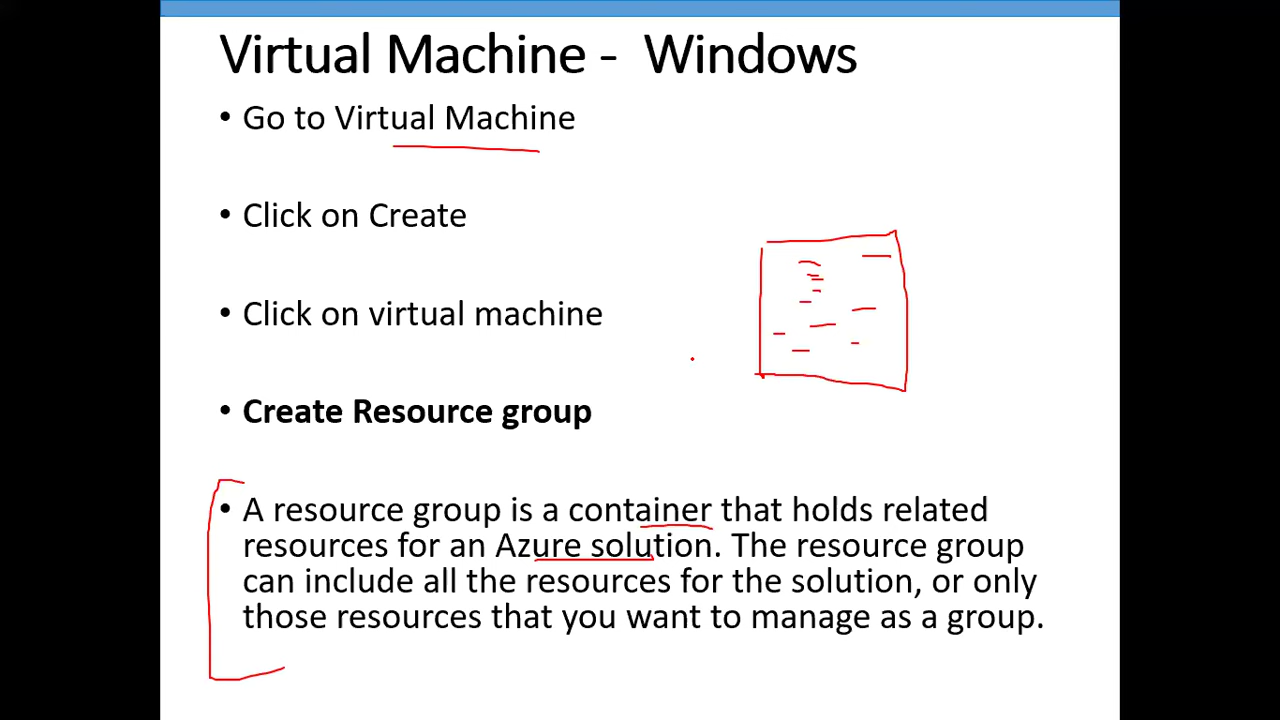 Virtual Machine -  Windows
• Go to Virtual Machine
• Click on Create
• Click on virtual machine
• Create Resource group
• A resource group is a container that holds related
resources for an Azure solution. The resource group
can include all the resources for the solution, or only
those resources that you want to manage as a group.